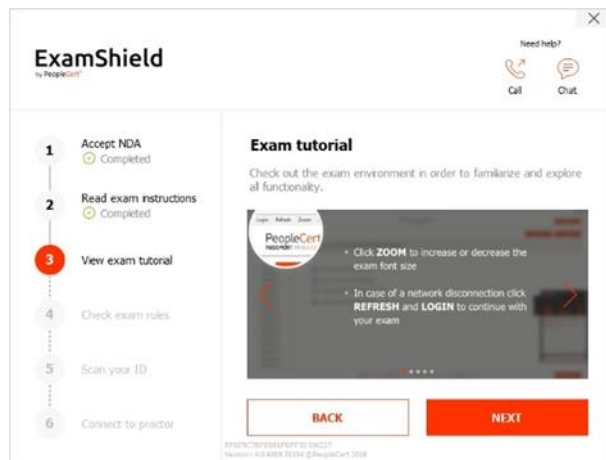 ExamShield
by PeopleCert
Need help?
Call
Chat
1
Accept NDA
Completed
2
Read exam instructions
Completed
3
View exam tutorial
4
Check exam rules
5
Scan your ID
6
Connect to proctor
Exam tutorial
Check out the exam environment in order to familiarize and explore
all functionality.
Login Refresh Zoom
PeopleCert
• Click ZOOM to increase or decrease the
exam font size
• In case of a network disconnection click
REFRESH and LOGIN to continue with
your exam
BACK
NEXT
©PeopleCert 2018